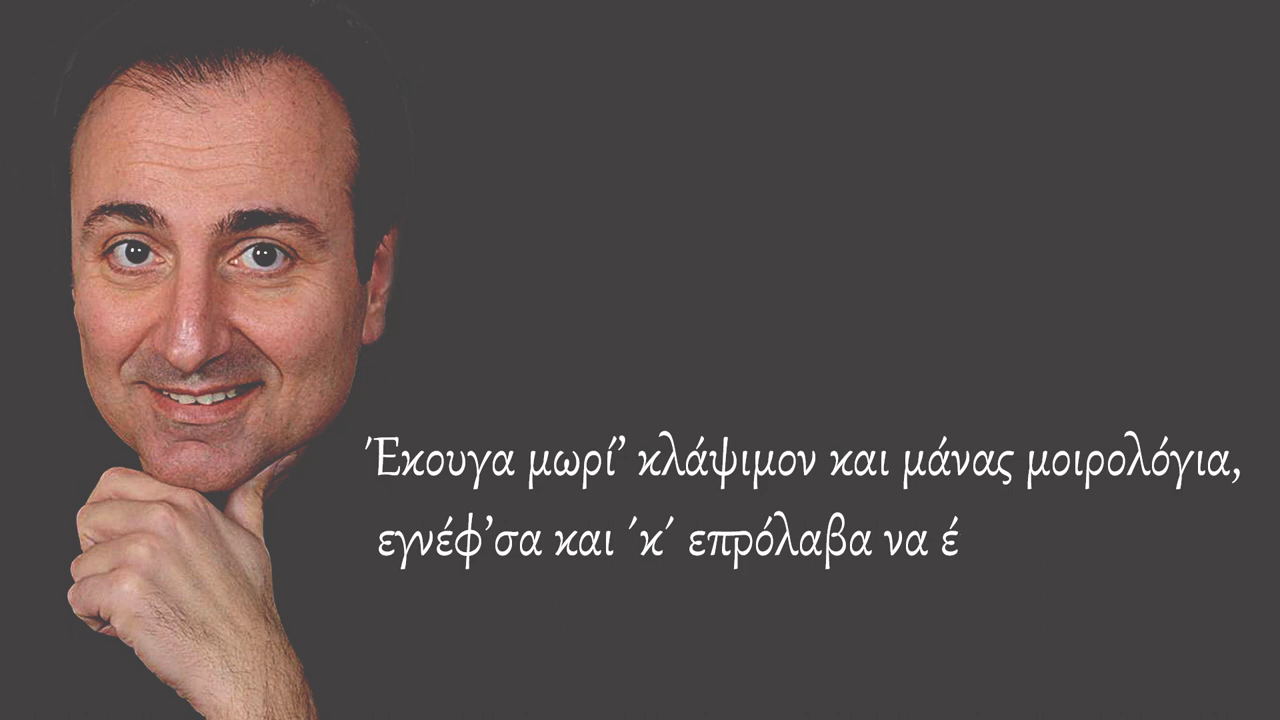 Έκουγα μωρί’’ κλάψιμον και μάνας μοιρολόγια,
εγνέφ’σα και ΄κ΄ επρόλαβα να έ